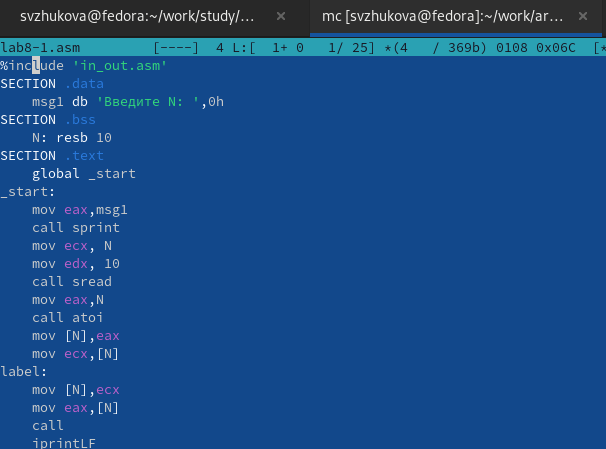 svzhukova@fedora:~/work/study/... ×
mc [svzhukova@fedora]:~/work/ar... ×
lab8-1.asm [----] 4 L:[ 1+ 0 1/ 25] *(4 / 369b) 0108 0x06C [*
%include 'in_out.asm'
SECTION .data
msg1 db 'Введите N: ',0h
SECTION .bss
N: resb 10
SECTION .text
global _start
_start:
mov eax,msg1
call sprint
mov ecx, N
mov edx, 10
call sread
mov eax,N
call atoi
mov [N],eax
mov ecx,[N]
label:
mov [N],ecx
mov eax,[N]
call
iprintLF